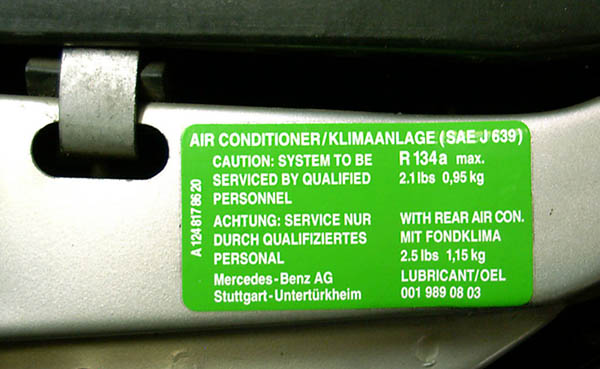 AIR CONDITIONER/KLIMAANLAGE (SAE J 639)
CAUTION: SYSTEM TO BE
SERVICED BY QUALIFIED
PERSONNEL
ACHTUNG: SERVICE NUR
DURCH QUALIFIZIERTES
PERSONAL
Mercedes-Benz AG
Stuttgart-Untertürkheim
R 134a max.
2.1 lbs 0,95 kg
WITH REAR AIR CON.
MIT FONDKLIMA
2.5 lbs 1,15 kg
LUBRICANT/OEL
001 989 08 03
A 124 817 86 20